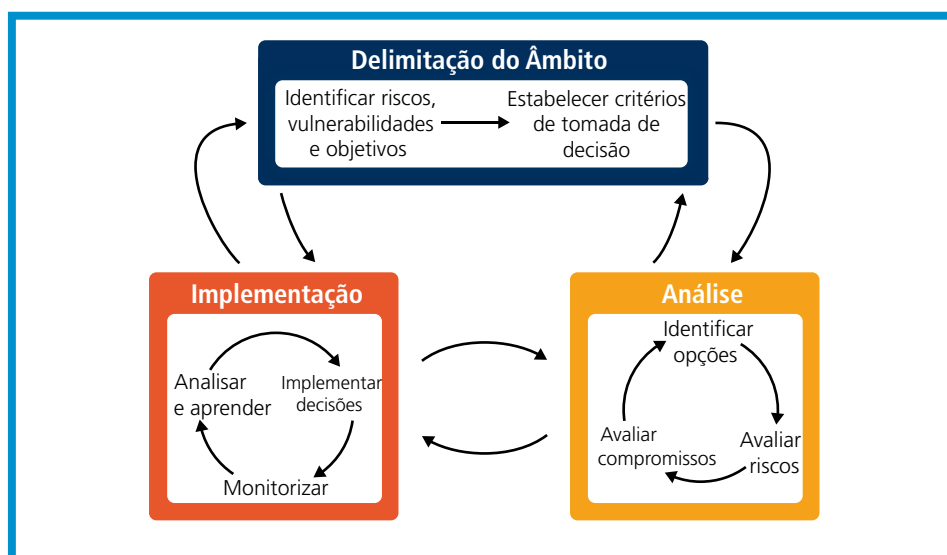 Delimitação do Âmbito
Identificar riscos,
vulnerabilidades
e objetivos
Estabelecer critérios
de tomada de
decisão
Implementação
Analisar
e aprender
Implementar
decisões
Monitorizar
Análise
Identificar
opções
Avaliar
compromissos
Avaliar
riscos